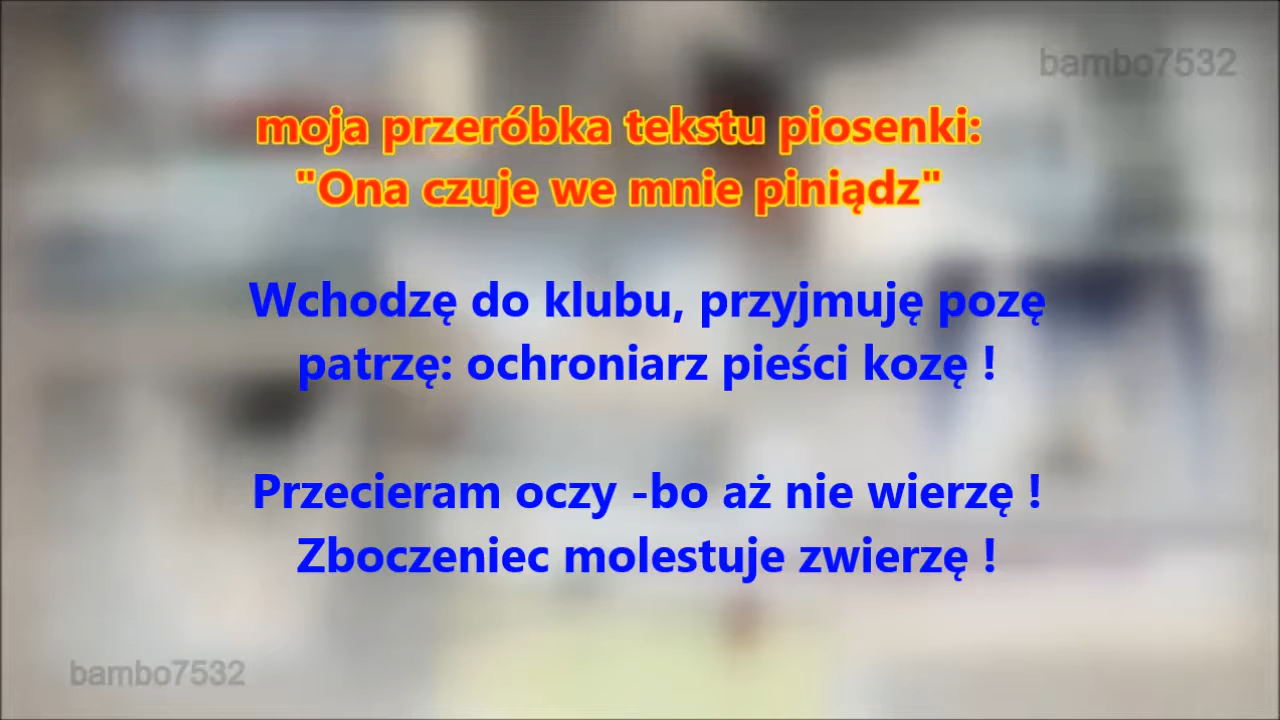 bambo7532
moja przeróbka tekstu piosenki:
"Ona czuje we mnie piniądz"
Wchodzę do klubu, przyjmuję pozę
patrzę: ochroniarz pieści kozę !
Przecieram oczy -bo aż nie wierzę !
Zboczeniec molestuje zwierzę !
bambo7532